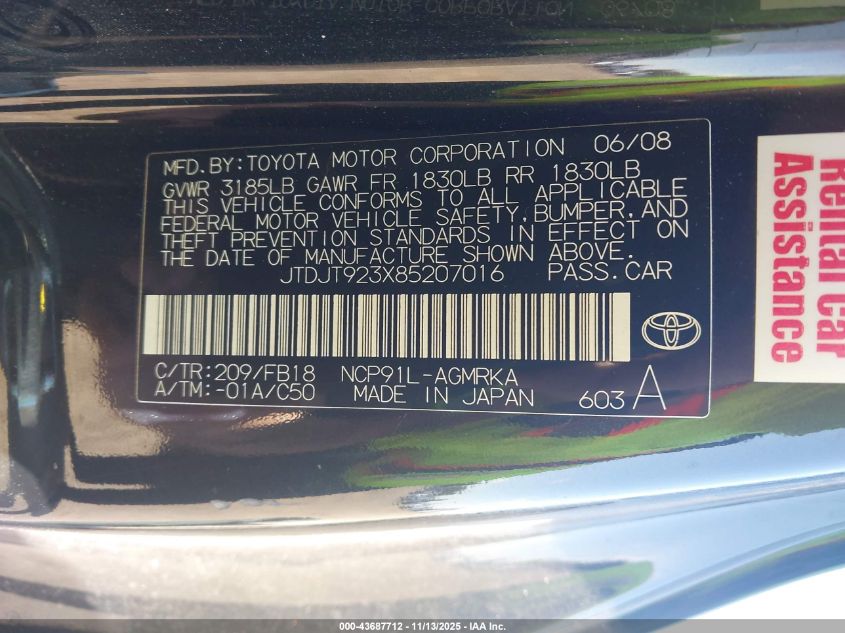 MFD.BY:TOYOTA MOTOR CORPORATION 06/08
GVWR 3185LB GAWR FR 1830LB RR 1830LB
THIS VEHICLE CONFORMS TO ALL APPLICABLE
FEDERAL MOTOR VEHICLE SAFETY,BUMPER,AND
THEFT PREVENTION STANDARDS IN EFFECT ON
THE DATE OF MANUFACTURE SHOWN ABOVE.
JTDJT923X85207016 PASS.CAR
C/TR:209/FB18 NCP91L-AGMRKA
A/TM:-01A/C50 MADE IN JAPAN 603 A
Rental Car
Assistance
000-43687712 - 11/13/2025 - IAA Inc.